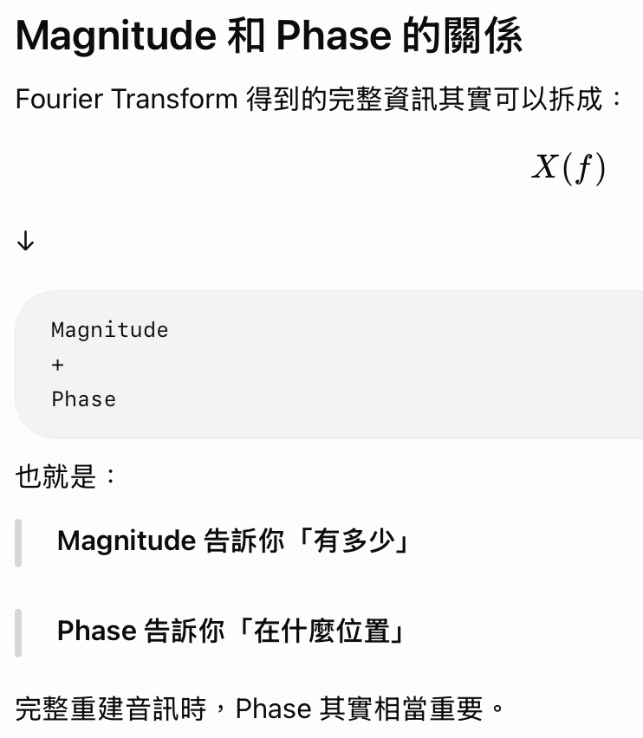 Magnitude 和 Phase 的關係
Fourier Transform 得到的完整資訊其實可以拆成：
X(f)
↓
Magnitude
+
Phase
也就是：
Magnitude 告訴你「有多少」
Phase 告訴你「在什麼位置」
完整重建音訊時，Phase 其實相當重要。